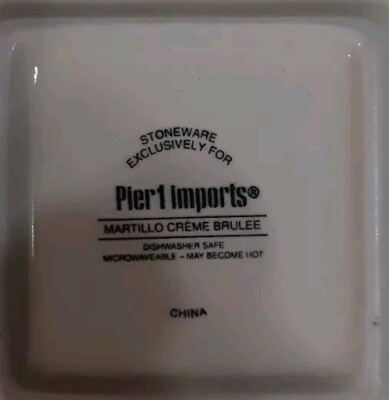 STONEWARE
EXCLUSIVELY FOR
Pier 1 imports®
MARTILLO CRÈME BRULEE
DISHWASHER SAFE
MICROWAVEABLE - MAY BECOME HOT
CHINA